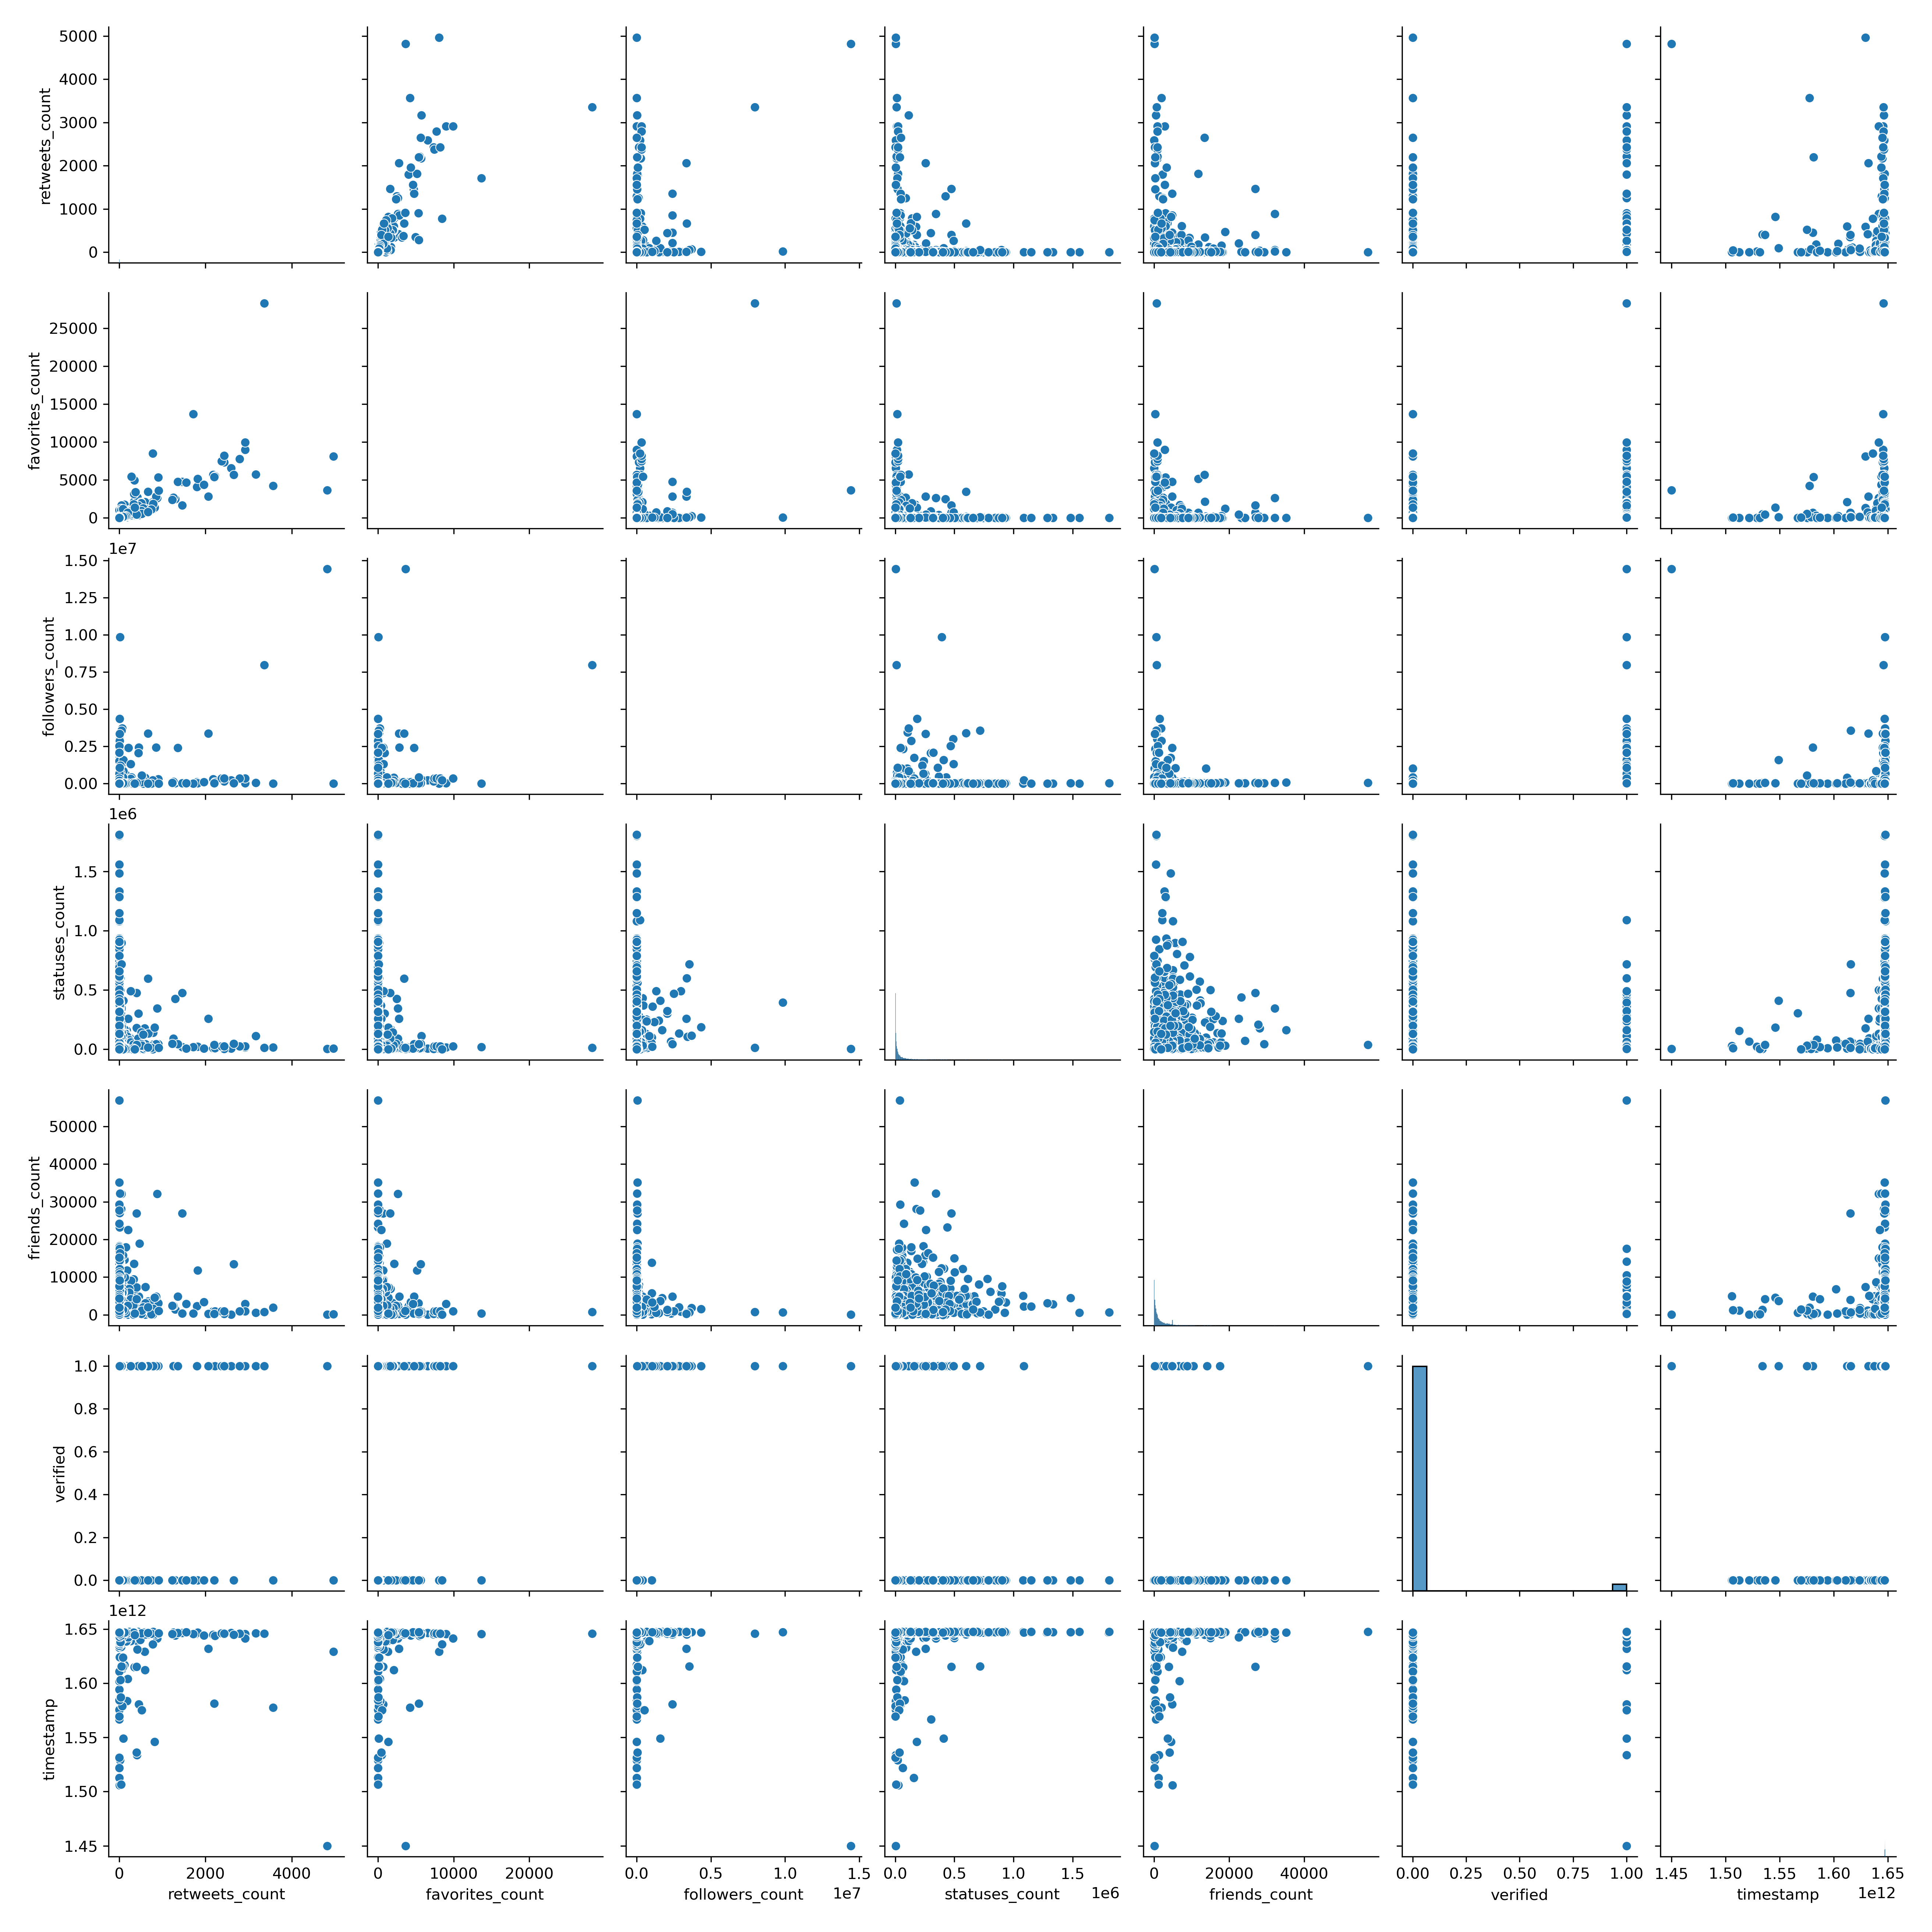 5000
4000
3000
2000
1000
0
retweets_count
25000
20000
15000
10000
5000
0
favorites_count
1e7
1.50
1.25
1.00
0.75
0.50
0.25
0.00
followers_count
1e6
1.5
1.0
0.5
0.0
statuses_count
50000
40000
30000
20000
10000
0
friends_count
1.0
0.8
0.6
0.4
0.2
0.0
verified
1e12
1.65
1.60
1.55
1.50
1.45
timestamp
0 2000 4000
retweets_count
0 10000 20000
favorites_count
0.0 0.5 1.0 1.5
followers_count 1e7
0.0 0.5 1.0 1.5
statuses_count 1e6
0 20000 40000
friends_count
0.00 0.25 0.50 0.75 1.00
verified
1.45 1.50 1.55 1.60 1.65
timestamp 1e12